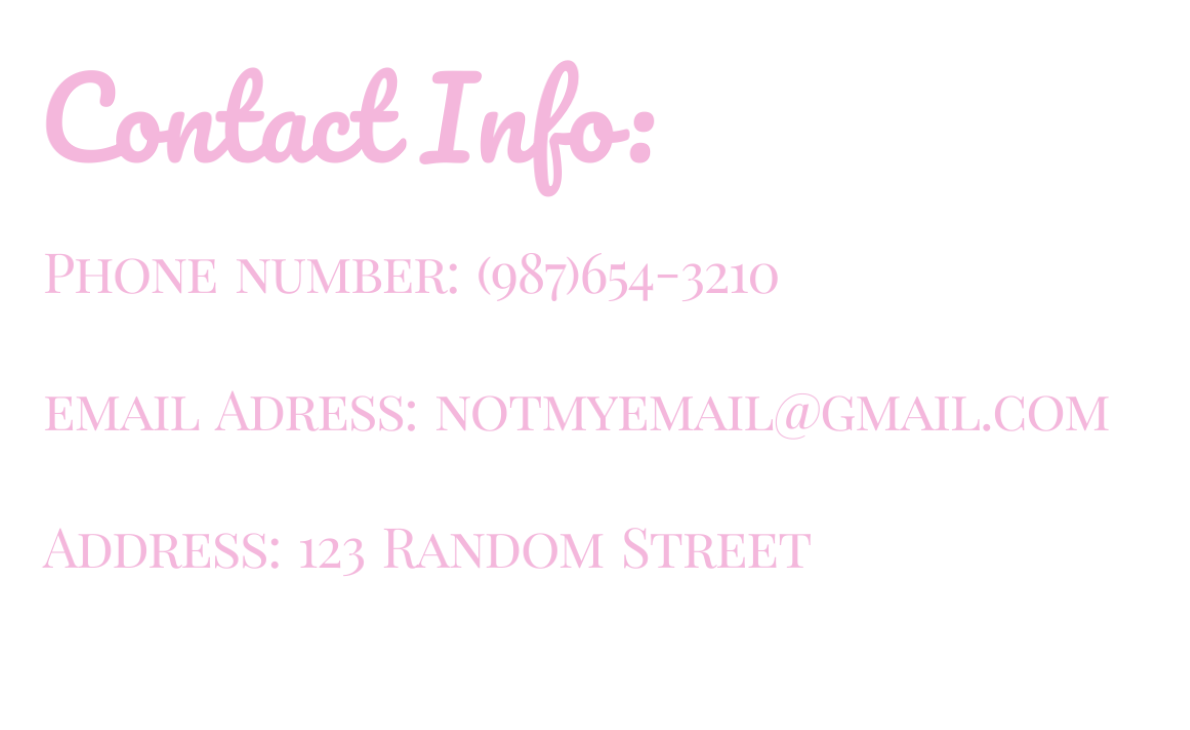 Contact Info:
Phone number: (987)654-3210
email Adress: notmyemail@gmail.com
Address: 123 Random Street